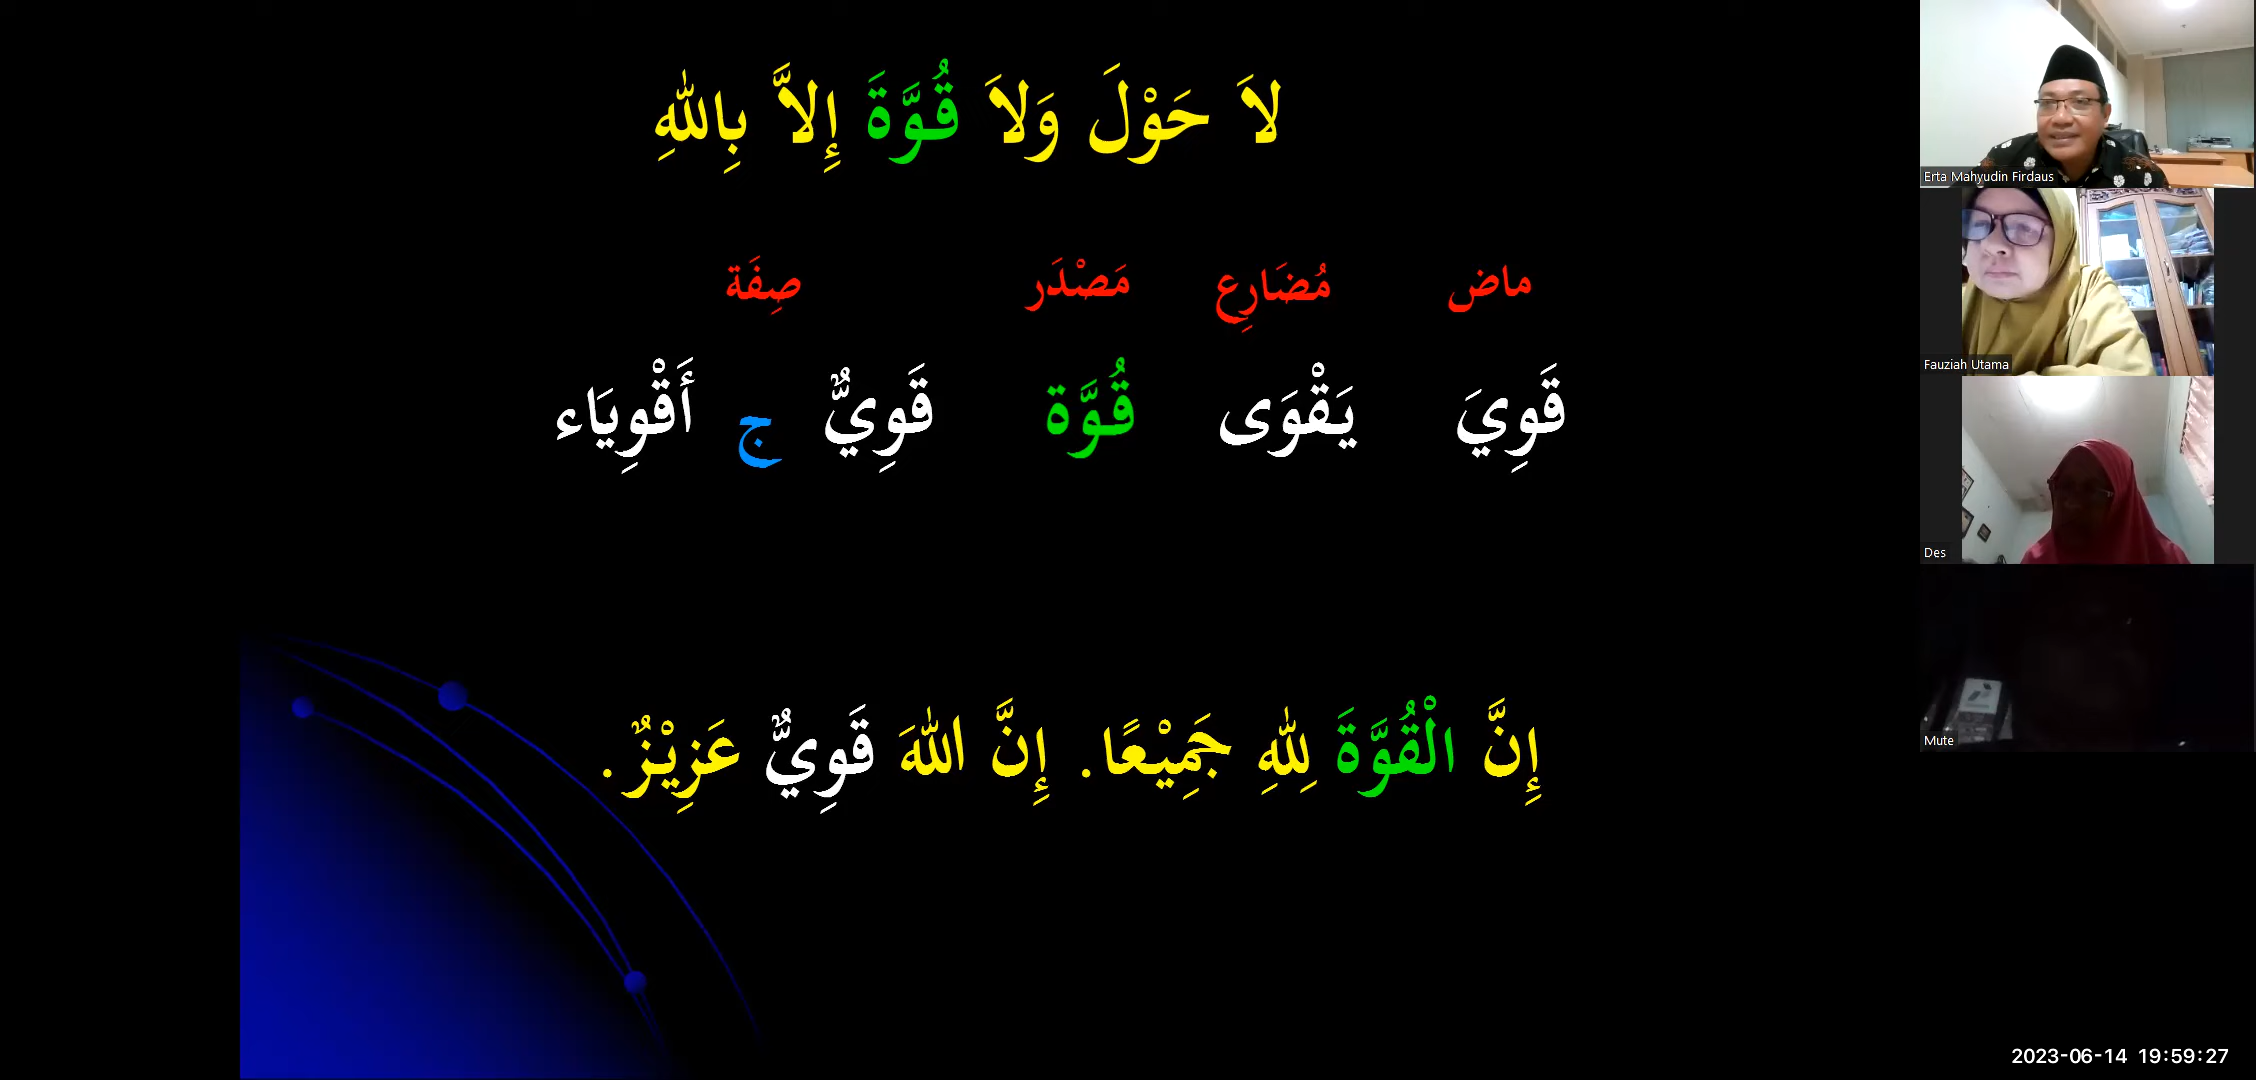 لاَ حَوْلَ وَلاَ قُوَّةَ إِلاَّ بِاللهِ
ماض مُضَارِع مَصْدَر صِفَة
قَوِيَ يَقْوَى قُوَّة قَوِيٌّ ج أَقْوِيَاء
إِنَّ الْقُوَّةَ لِلهِ جَمِيْعًا. إِنَّ اللهَ قَوِيٌّ عَزِيْزٌ.
Erta Mahyudin Firdaus
Fauziah Utama
Des
Mute
2023-06-14 19:59:27